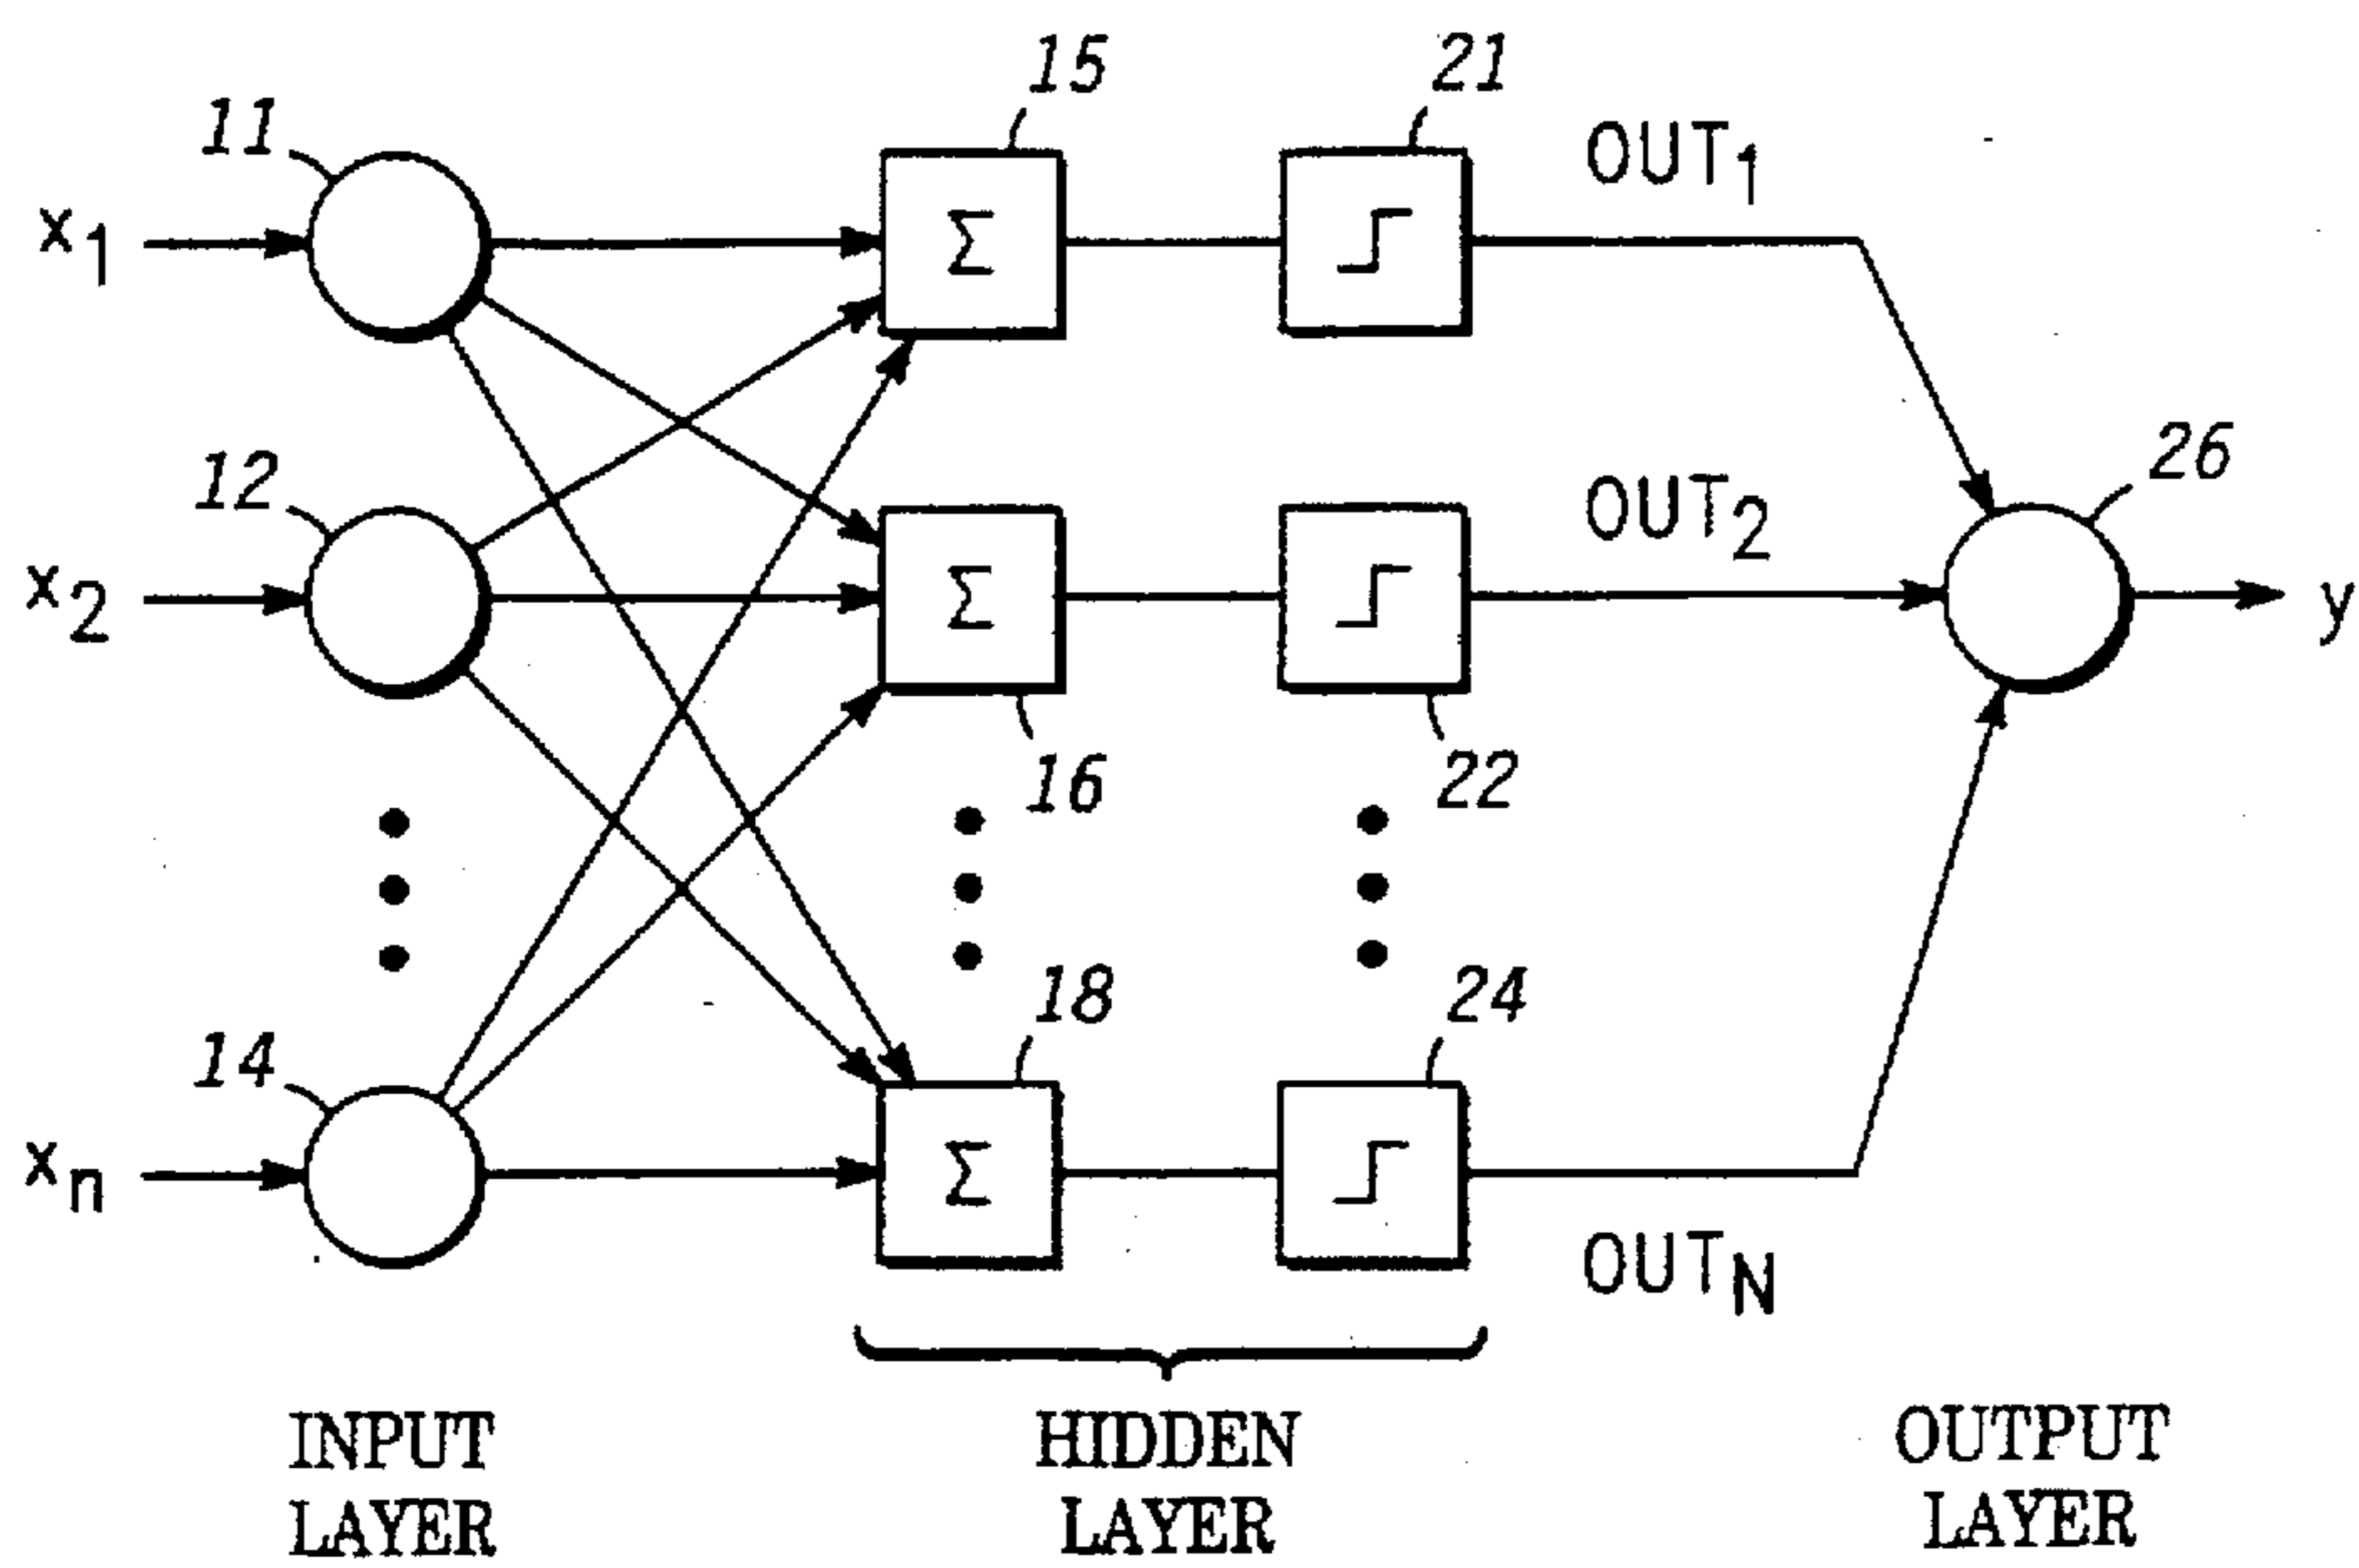 15
21
11
OUT1
x1
Σ
12
OUT2
26
x2
Σ
y
16
22
18
24
14
xn
Σ
OUTN
INPUT LAYER
HIDDEN LAYER
OUTPUT LAYER